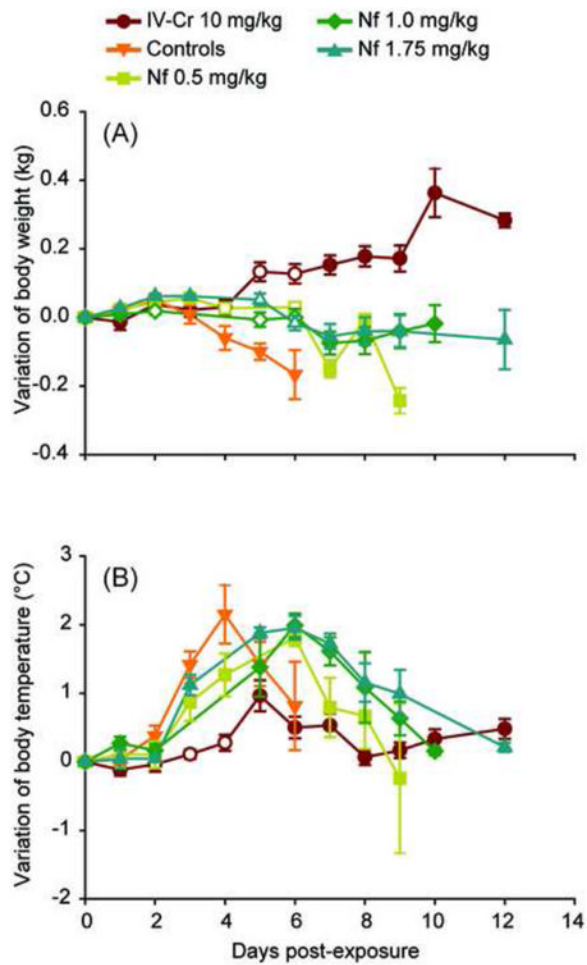 IV-Cr 10 mg/kg
Nf 1.0 mg/kg
Controls
Nf 1.75 mg/kg
Nf 0.5 mg/kg
(A)
Variation of body weight (kg)
0.6
0.4
0.2
0.0
-0.2
-0.4
(B)
Variation of body temperature (°C)
3
2
1
0
-1
-2
0 2 4 6 8 10 12 14
Days post-exposure